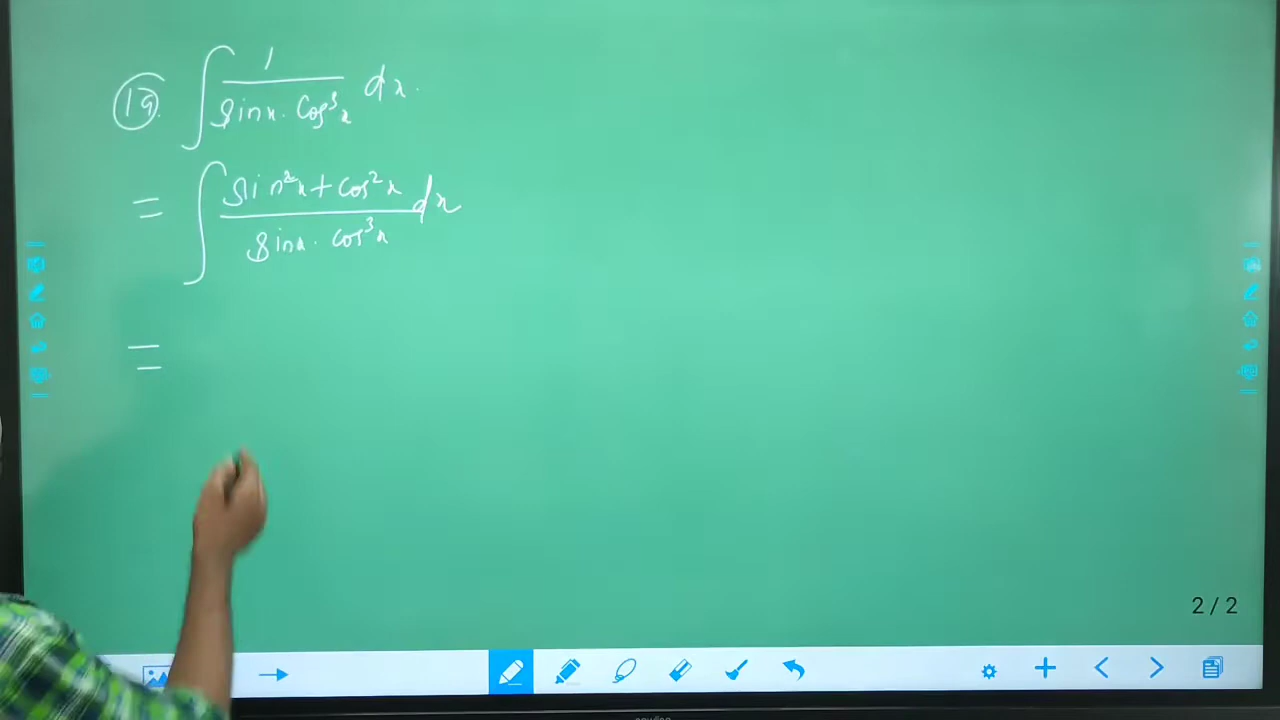 19. ∫ 1/(sinx. cos³x) dx.
= ∫ (sin²x+cos²x)/(sinx. cos³x) dx
=
2/2